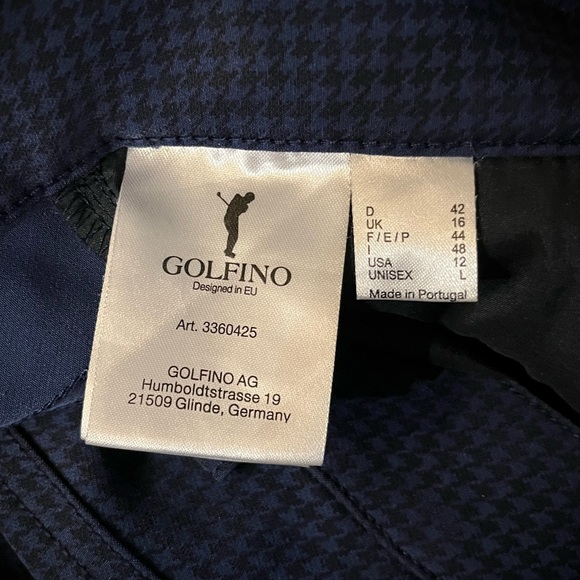 GOLFINO
Designed in EU
Art. 3360425
GOLFINO AG
Humboldtstrasse 19
21509 Glinde, Germany
D 42
UK 16
F/E/P 44
I 48
USA 12
UNISEX L
Made in Portugal